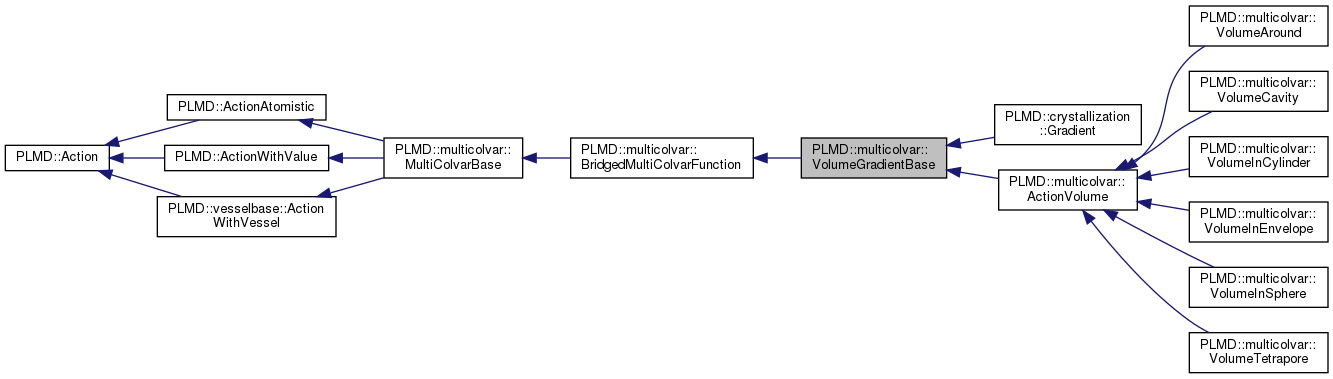 PLMD::Action
PLMD::ActionAtomistic
PLMD::ActionWithValue
PLMD::vesselbase::Action
WithVessel
PLMD::multicolvar::
MultiColvarBase
PLMD::multicolvar::
BridgedMultiColvarFunction
PLMD::multicolvar::
VolumeGradientBase
PLMD::crystallization
::Gradient
PLMD::multicolvar::
ActionVolume
PLMD::multicolvar::
VolumeAround
PLMD::multicolvar::
VolumeCavity
PLMD::multicolvar::
VolumeInCylinder
PLMD::multicolvar::
VolumeInEnvelope
PLMD::multicolvar::
VolumeInSphere
PLMD::multicolvar::
VolumeTetrapore